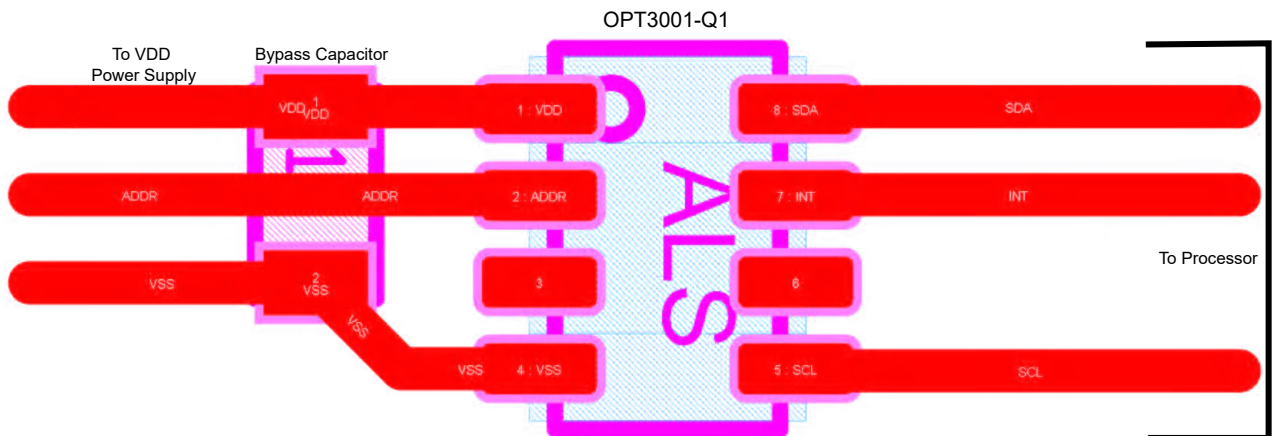 OPT3001-Q1
To VDD
Power Supply
Bypass Capacitor
VDD
1
VDD
1 : VDD
8 : SDA
SDA
1
ADDR
ADDR
2 : ADDR
7 : INT
INT
ALS
To Processor
VSS
2
VSS
3
6
VSS
VSS
4 : VSS
5 : SCL
SCL